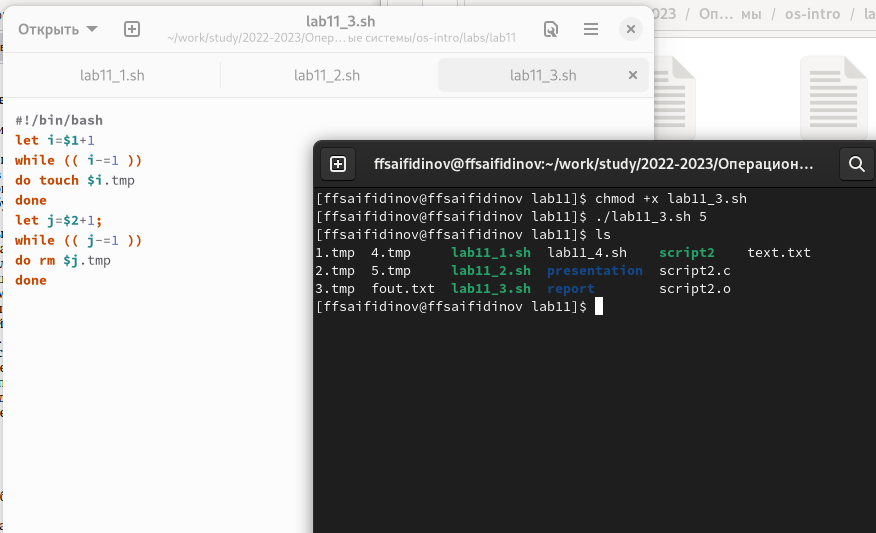 Открыть
lab11_3.sh
~/work/study/2022-2023/Опер…ые системы/os-intro/labs/lab11
lab11_1.sh
lab11_2.sh
lab11_3.sh
#!/bin/bash
let i=$1+1
while (( i-=1 ))
do touch $i.tmp
done
let j=$2+1;
while (( j-=1 ))
do rm $j.tmp
done
/ Оп… мы / os-intro /
ffsaifidinov@ffsaifidinov:~/work/study/2022-2023/Операцион…
[ffsaifidinov@ffsaifidinov lab11]$ chmod +x lab11_3.sh
[ffsaifidinov@ffsaifidinov lab11]$ ./lab11_3.sh 5
[ffsaifidinov@ffsaifidinov lab11]$ ls
1.tmp 4.tmp lab11_1.sh lab11_4.sh script2 text.txt
2.tmp 5.tmp lab11_2.sh presentation script2.c
3.tmp fout.txt lab11_3.sh report script2.o
[ffsaifidinov@ffsaifidinov lab11]$